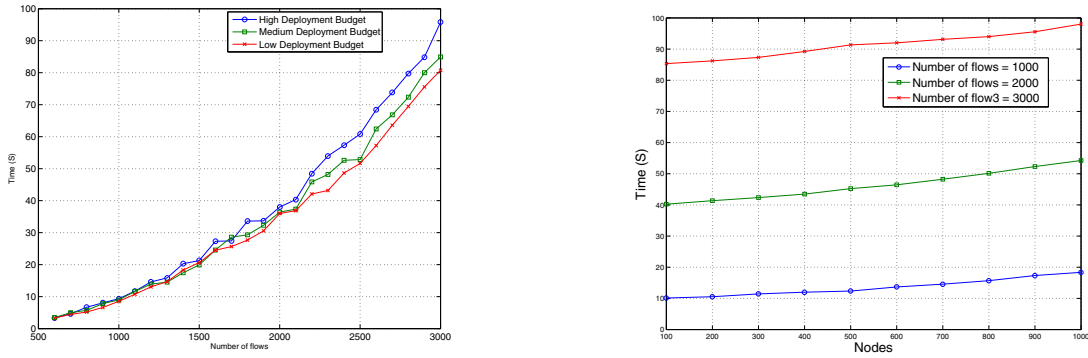 100
90
80
70
60
50
40
30
20
10
0
Time (S)
High Deployment Budget
Medium Deployment Budget
Low Deployment Budget
500 1000 1500 2000 2500 3000
Number of flows
100
90
80
70
60
50
40
30
20
10
0
Time (S)
Number of flows = 1000
Number of flows = 2000
Number of flow3 = 3000
100 200 300 400 500 600 700 800 900 1000
Nodes